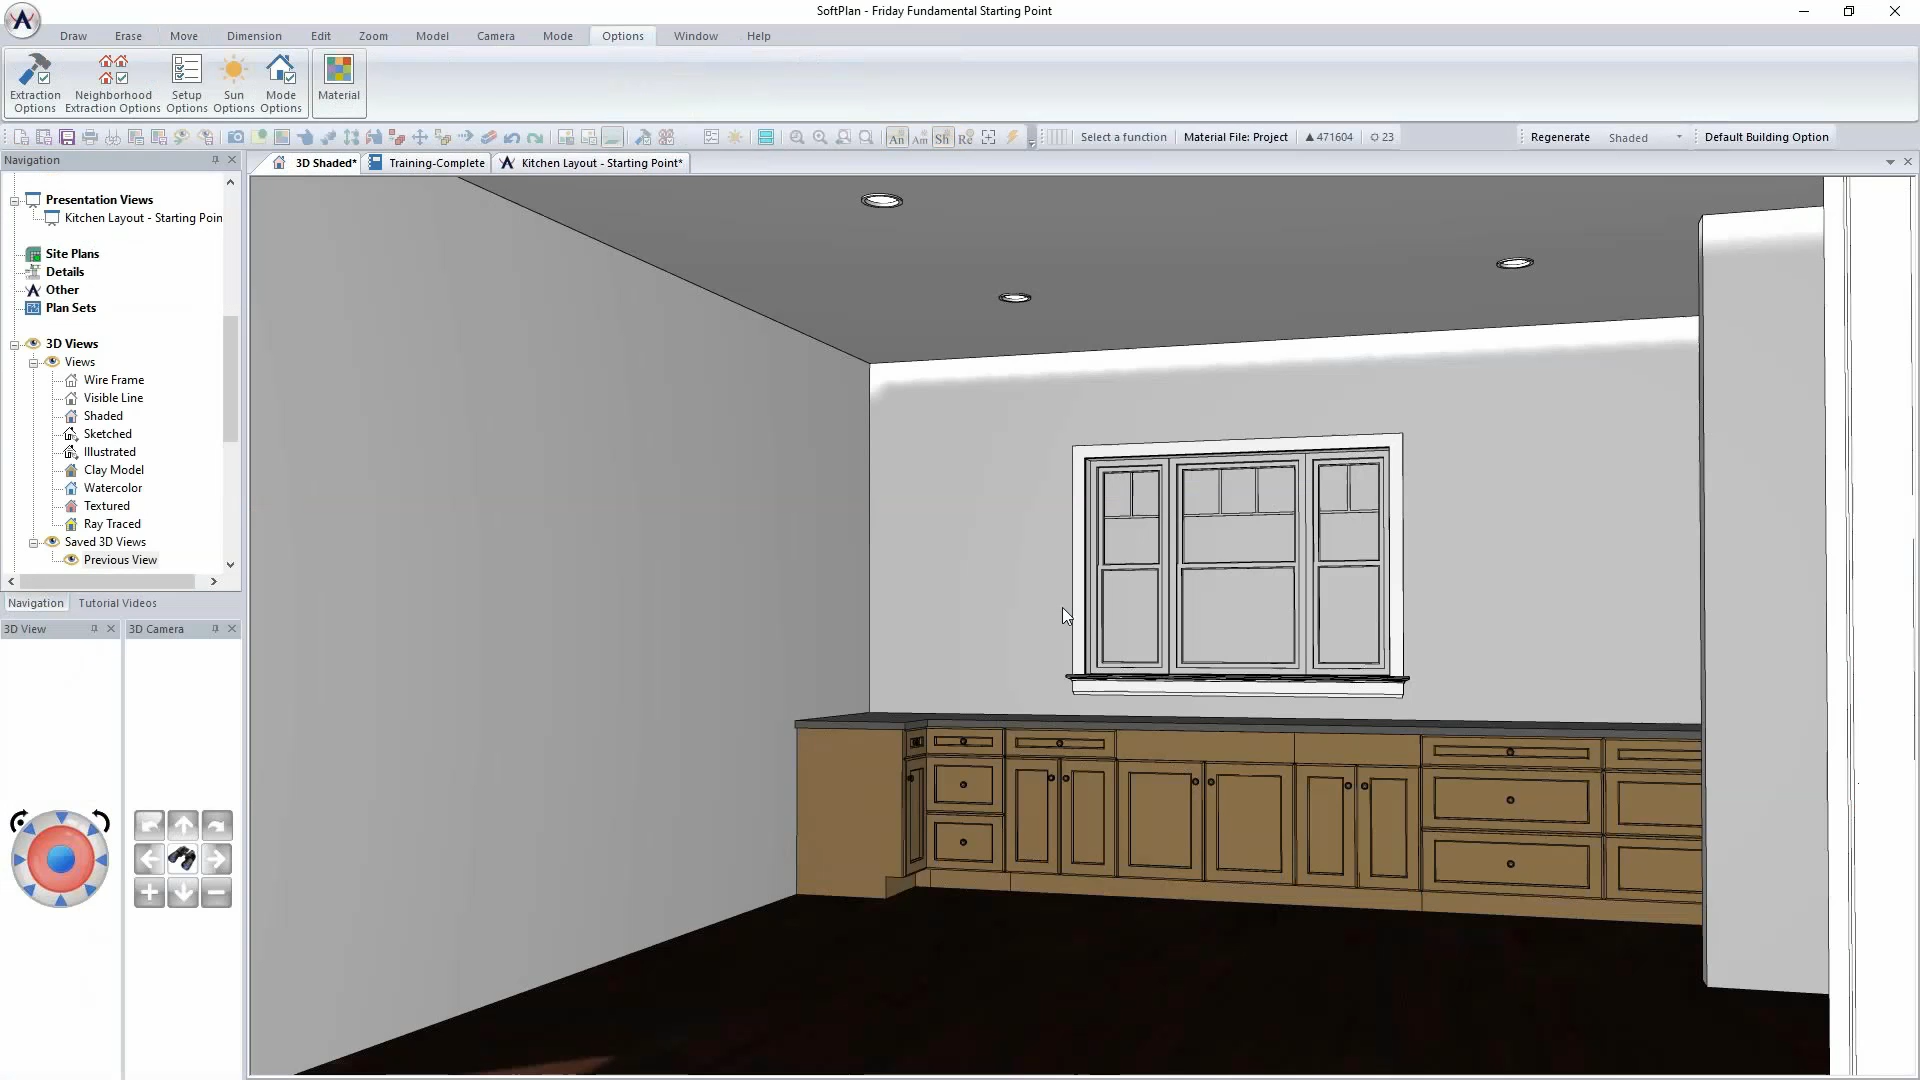 SoftPlan - Friday Fundamental Starting Point
Draw Erase Move Dimension Edit Zoom Model Camera Mode Options Window Help
Extraction Options
Neighborhood Extraction Options
Setup Options
Sun Options
Mode Options
Material
An Am Sh Re Select a function Material File: Project 471604 23 Regenerate Shaded Default Building Option
Navigation
3D Shaded* Training-Complete Kitchen Layout - Starting Point*
Presentation Views
Kitchen Layout - Starting Poin
Site Plans
Details
Other
Plan Sets
3D Views
Views
Wire Frame
Visible Line
Shaded
Sketched
Illustrated
Clay Model
Watercolor
Textured
Ray Traced
Saved 3D Views
Previous View
Navigation Tutorial Videos
3D View 3D Camera